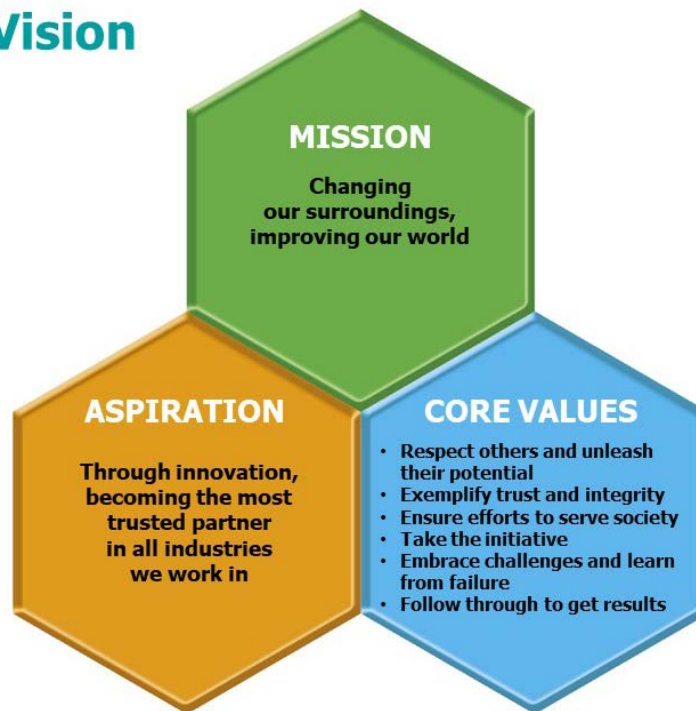 Vision
MISSION
Changing
our surroundings,
improving our world
ASPIRATION
Through innovation,
becoming the most
trusted partner
in all industries
we work in
CORE VALUES
• Respect others and unleash
their potential
• Exemplify trust and integrity
• Ensure efforts to serve society
• Take the initiative
• Embrace challenges and learn
from failure
• Follow through to get results